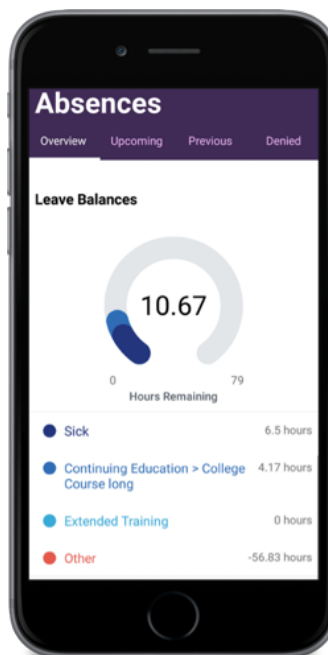 Absences
Overview Upcoming Previous Denied
Leave Balances
10.67
0 79
Hours Remaining
Sick 6.5 hours
Continuing Education > College 4.17 hours
Course long
Extended Training 0 hours
Other -56.83 hours